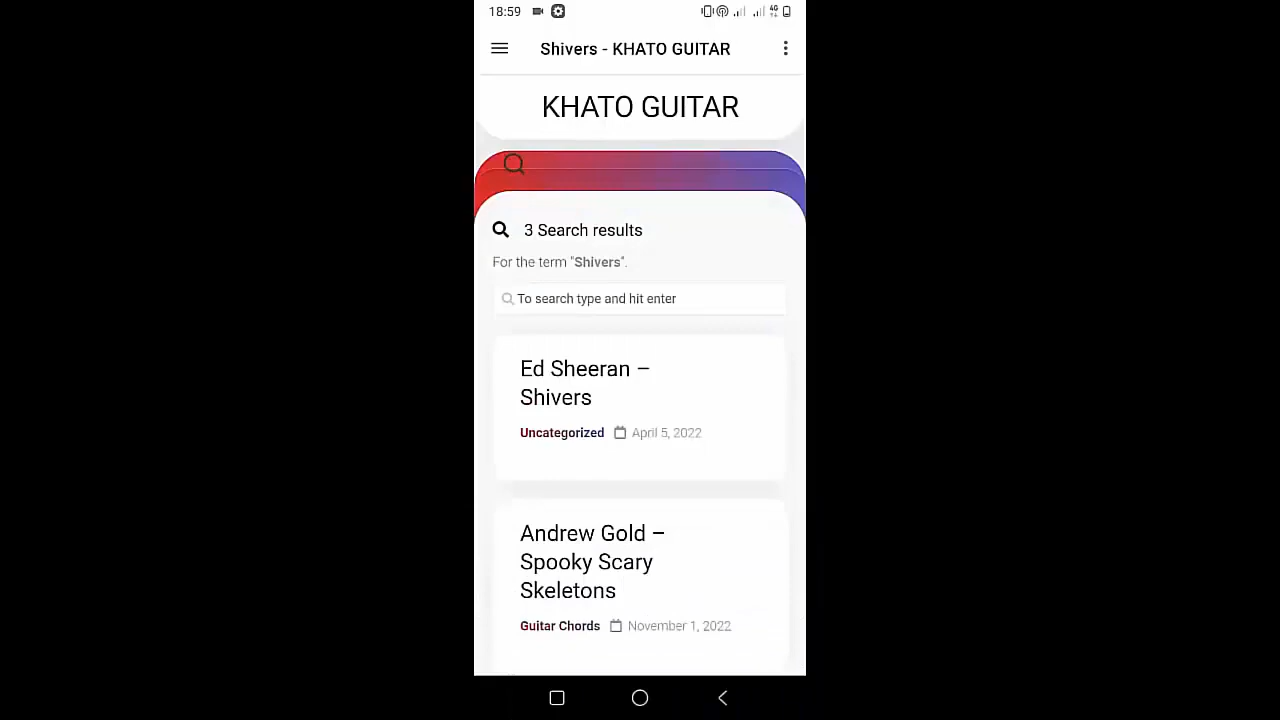 18:59 4G
Shivers - KHATO GUITAR
KHATO GUITAR
3 Search results
For the term "Shivers".
To search type and hit enter
Ed Sheeran –
Shivers
Uncategorized April 5, 2022
Andrew Gold –
Spooky Scary
Skeletons
Guitar Chords November 1, 2022